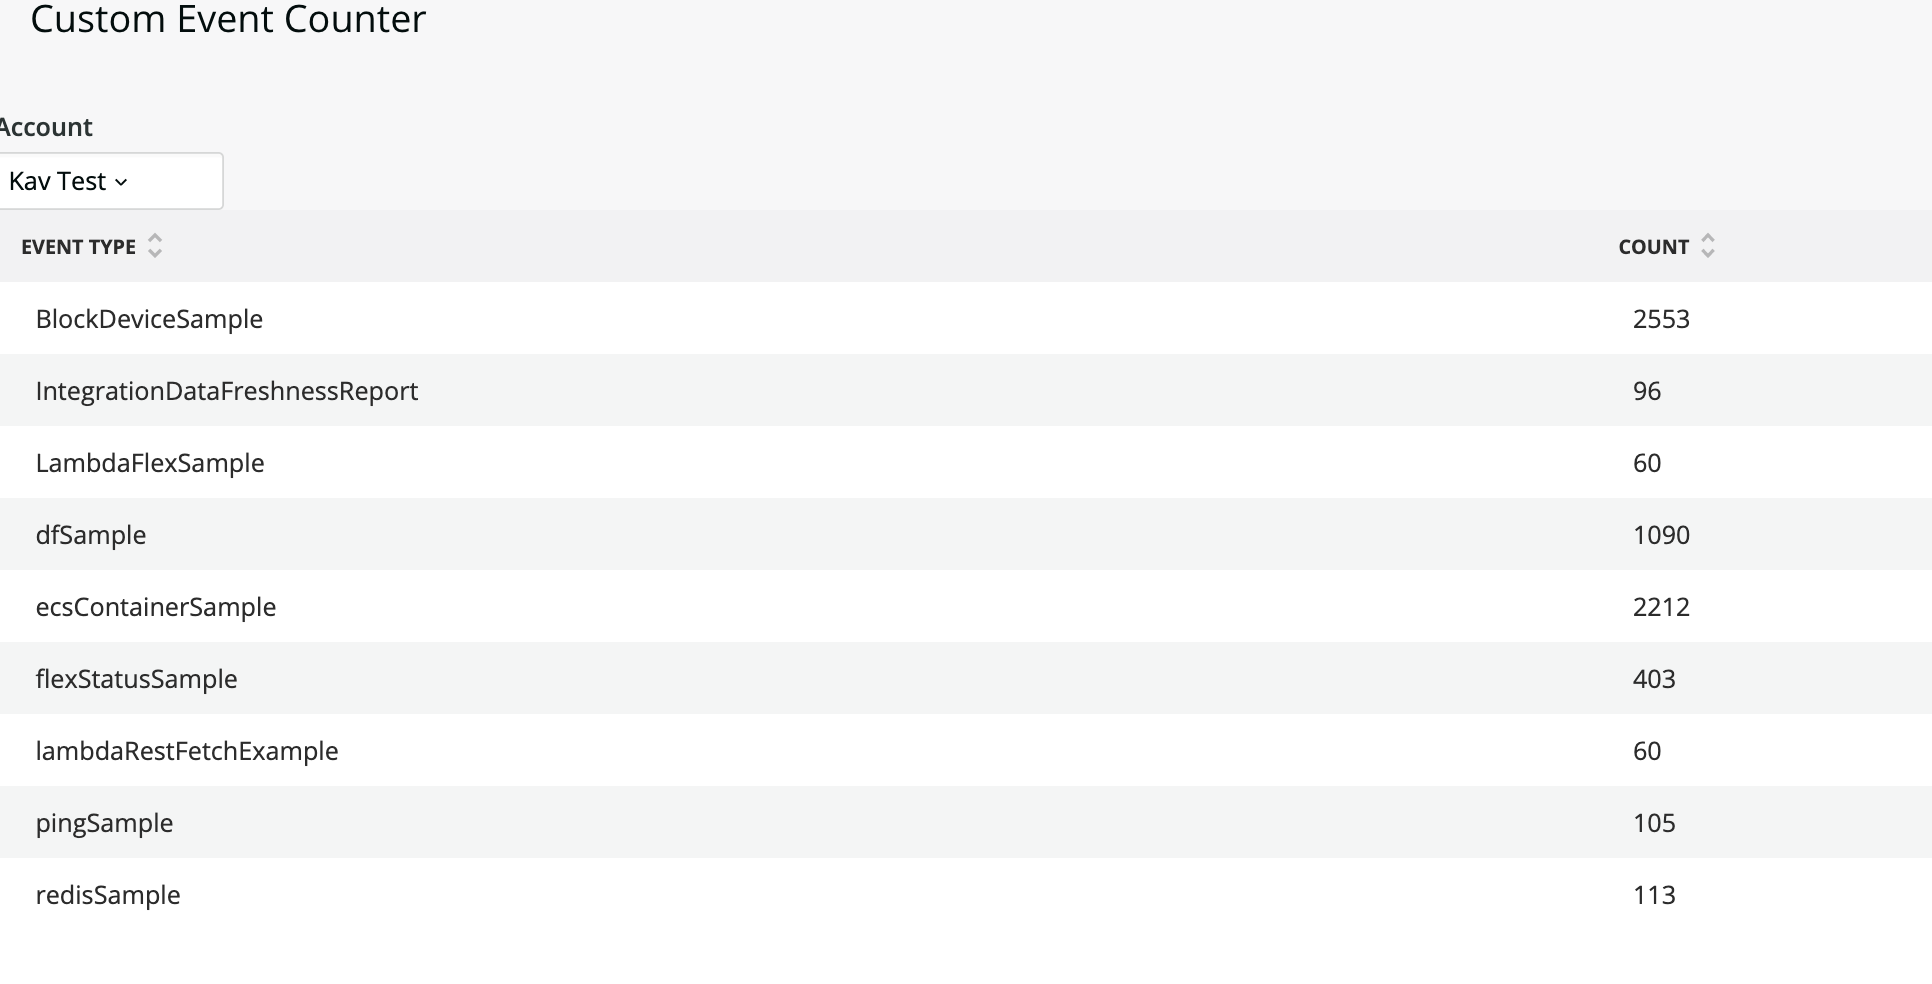 Custom Event Counter
Account
Kav Test
EVENT TYPE COUNT
BlockDeviceSample 2553
IntegrationDataFreshnessReport 96
LambdaFlexSample 60
dfSample 1090
ecsContainerSample 2212
flexStatusSample 403
lambdaRestFetchExample 60
pingSample 105
redisSample 113